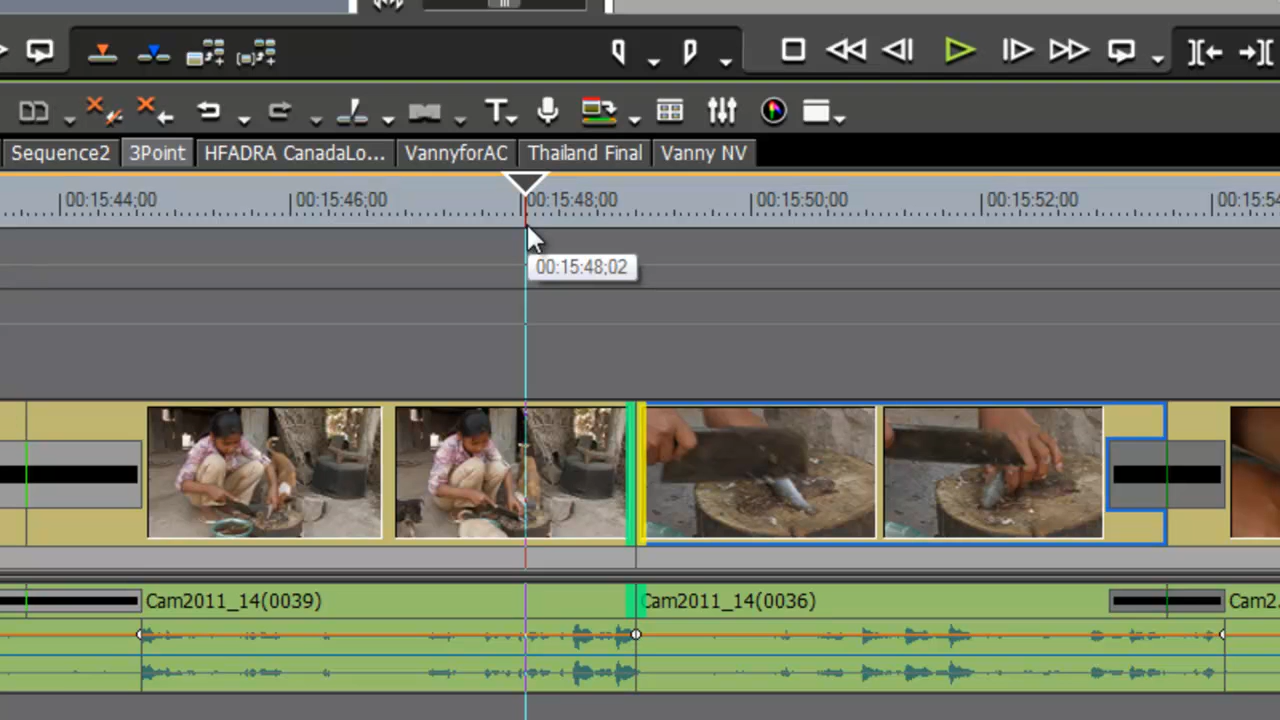 Sequence2 3Point HFADRA CanadaLo... VannyforAC Thailand Final Vanny NV
00:15:44;00 00:15:46;00 00:15:48;00 00:15:50;00 00:15:52;00 00:15:54
00:15:48;02
Cam2011_14(0039) Cam2011_14(0036) Cam2.